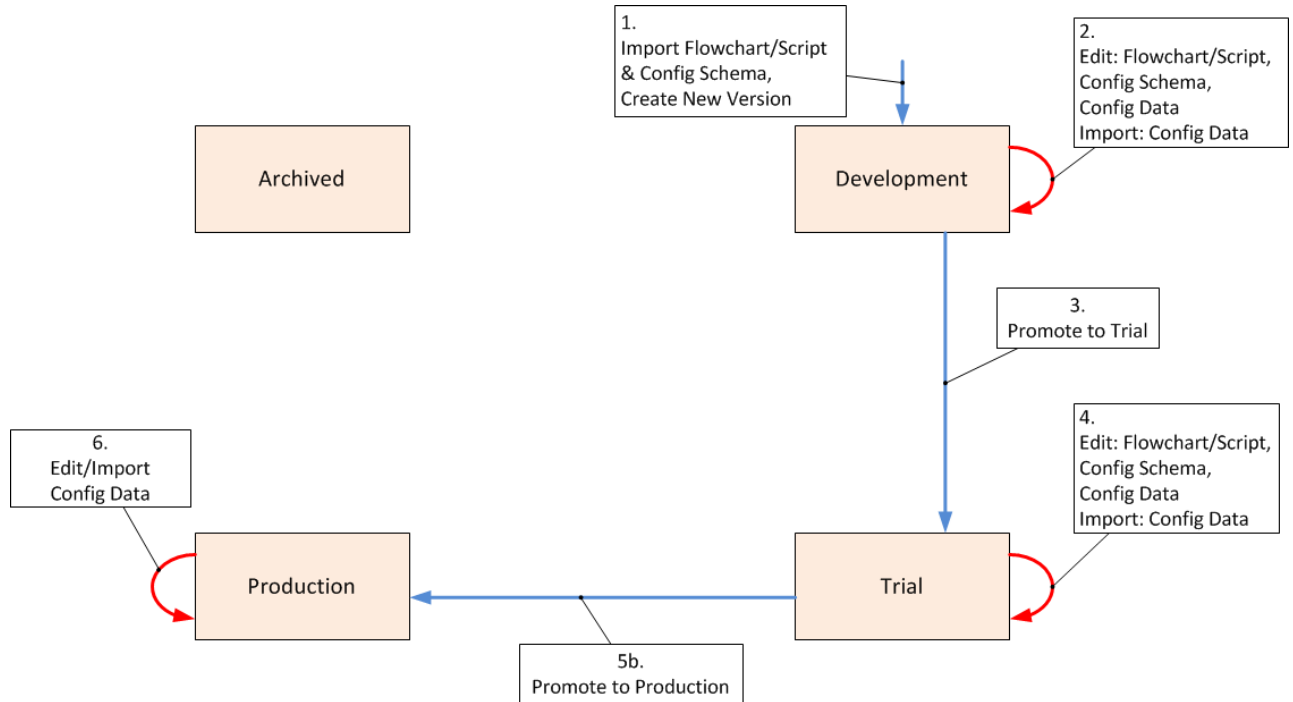 1.
Import Flowchart/Script
& Config Schema,
Create New Version
2.
Edit: Flowchart/Script,
Config Schema,
Config Data
Import: Config Data
Archived
Development
3.
Promote to Trial
4.
Edit: Flowchart/Script,
Config Schema,
Config Data
Import: Config Data
6.
Edit/Import
Config Data
Production
Trial
5b.
Promote to Production